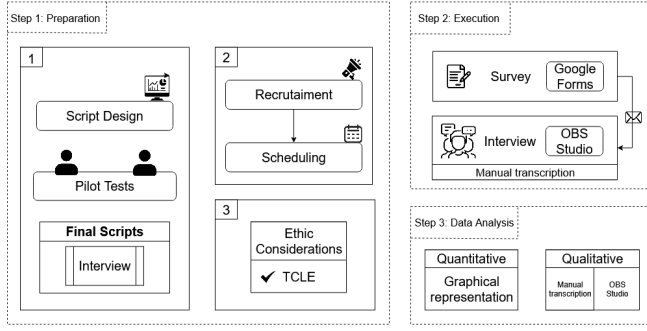 Step 1: Preparation
1
Script Design
Pilot Tests
Final Scripts
Interview
2
Recrutaiment
Scheduling
3
Ethic
Considerations
TCLE
Step 2: Execution
Survey
Google
Forms
Interview
OBS
Studio
Manual transcription
Step 3: Data Analysis
Quantitative
Graphical
representation
Qualitative
Manual
transcription
OBS
Studio